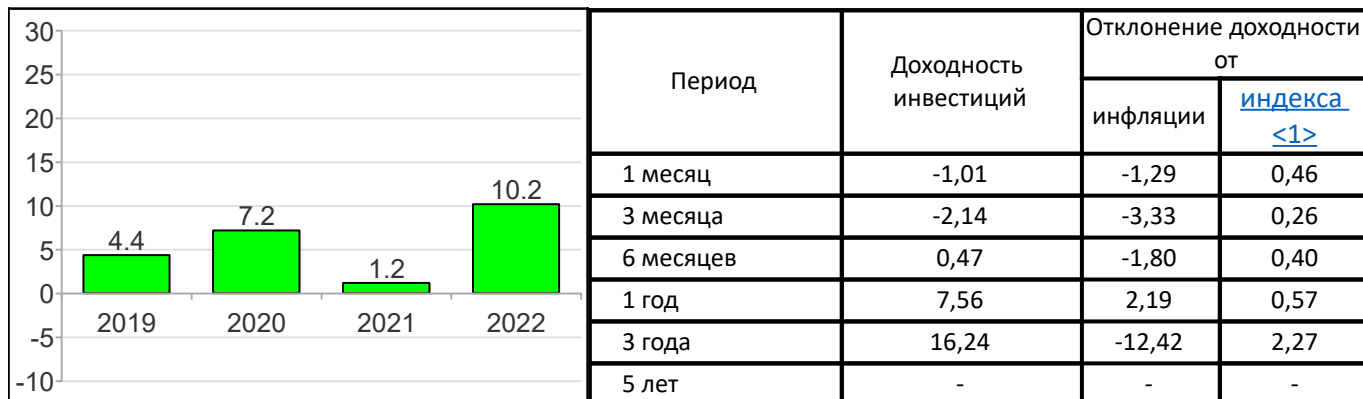 30
25
20
15
10
5
0
-5
-10
4.4
7.2
1.2
10.2
2019 2020 2021 2022
Период
Доходность
инвестиций
Отклонение доходности
от
инфляции
индекса
<1>
1 месяц -1,01 -1,29 0,46
3 месяца -2,14 -3,33 0,26
6 месяцев 0,47 -1,80 0,40
1 год 7,56 2,19 0,57
3 года 16,24 -12,42 2,27
5 лет - - -